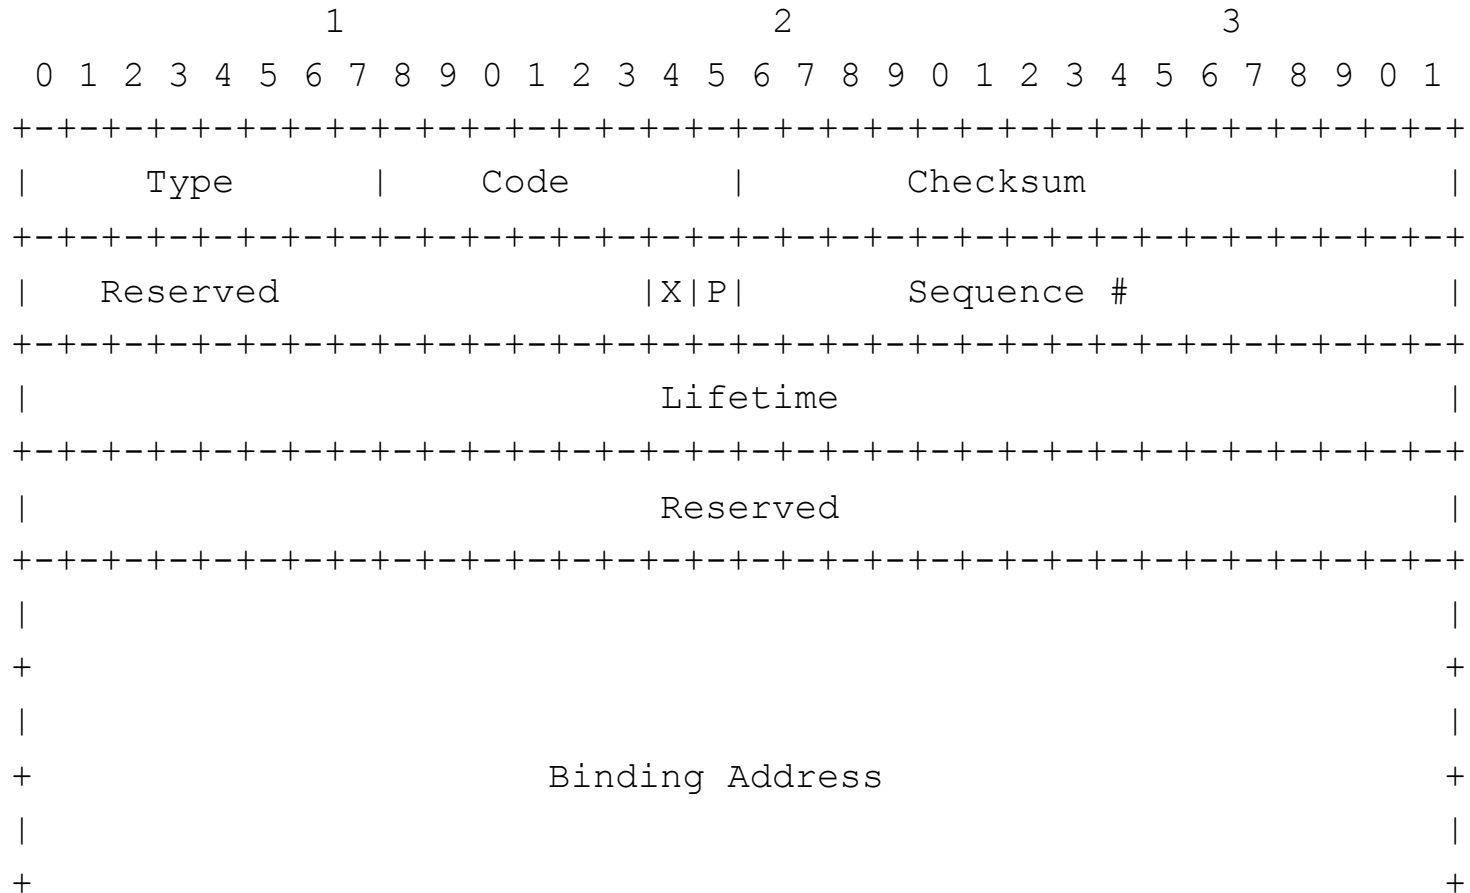 1                   2                   3
 0 1 2 3 4 5 6 7 8 9 0 1 2 3 4 5 6 7 8 9 0 1 2 3 4 5 6 7 8 9 0 1
+-+-+-+-+-+-+-+-+-+-+-+-+-+-+-+-+-+-+-+-+-+-+-+-+-+-+-+-+-+-+-+-+
|     Type      |    Code       |       Checksum                |
+-+-+-+-+-+-+-+-+-+-+-+-+-+-+-+-+-+-+-+-+-+-+-+-+-+-+-+-+-+-+-+-+
|   Reserved                |X|P|       Sequence #              |
+-+-+-+-+-+-+-+-+-+-+-+-+-+-+-+-+-+-+-+-+-+-+-+-+-+-+-+-+-+-+-+-+
|                            Lifetime                           |
+-+-+-+-+-+-+-+-+-+-+-+-+-+-+-+-+-+-+-+-+-+-+-+-+-+-+-+-+-+-+-+-+
|                            Reserved                           |
+-+-+-+-+-+-+-+-+-+-+-+-+-+-+-+-+-+-+-+-+-+-+-+-+-+-+-+-+-+-+-+-+
|                                                               |
+                                                               +
|                                                               |
+                       Binding Address                         +
|                                                               |
+                                                               +